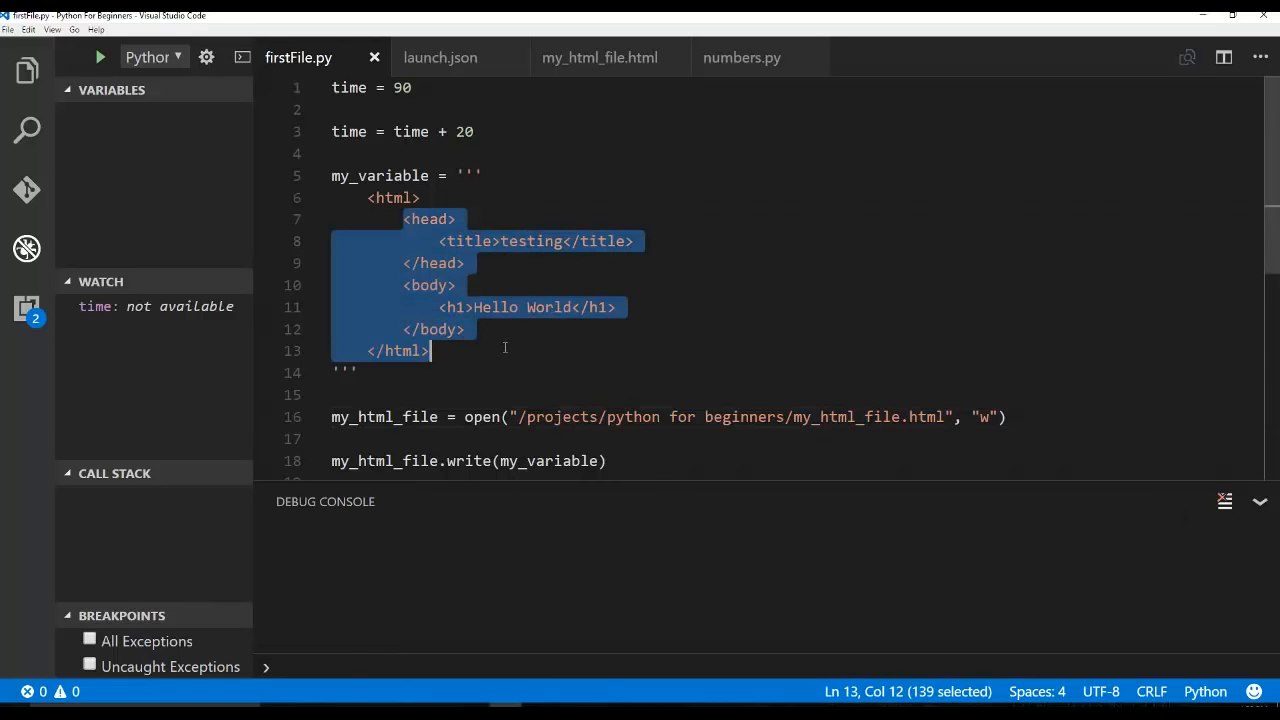 firstFile.py - Python For Beginners - Visual Studio Code
File Edit View Go Help
Python
firstFile.py
launch.json
my_html_file.html
numbers.py
VARIABLES
WATCH
time: not available
CALL STACK
BREAKPOINTS
All Exceptions
Uncaught Exceptions
2
1 time = 90
2
3 time = time + 20
4
5 my_variable = '''
6 <html>
7 <head>
8 <title>testing</title>
9 </head>
10 <body>
11 <h1>Hello World</h1>
12 </body>
13 </html>
14 '''
15
16 my_html_file = open("/projects/python for beginners/my_html_file.html", "w")
17
18 my_html_file.write(my_variable)
DEBUG CONSOLE
0 0
Ln 13, Col 12 (139 selected)
Spaces: 4
UTF-8
CRLF
Python